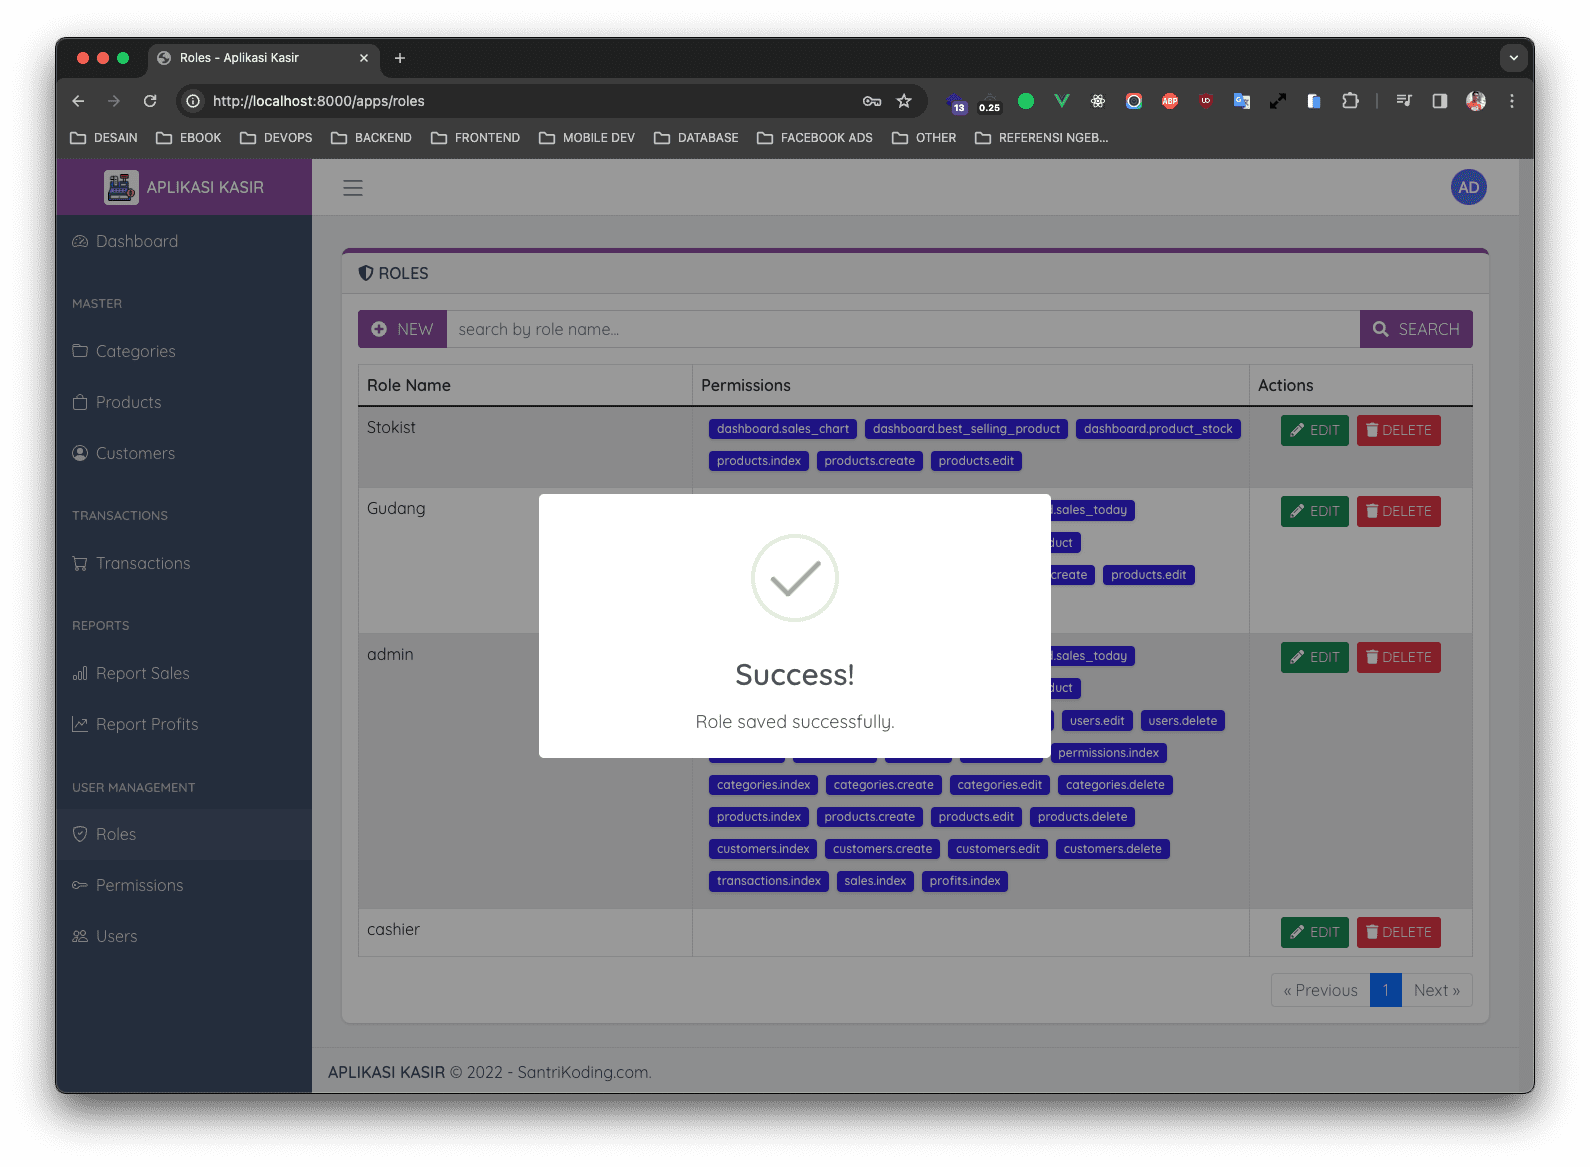 Roles - Aplikasi Kasir
http://localhost:8000/apps/roles
13
0.25
ABP
DESAIN EBOOK DEVOPS BACKEND FRONTEND MOBILE DEV DATABASE FACEBOOK ADS OTHER REFERENSI NGEB...
APLIKASI KASIR
AD
Dashboard
MASTER
Categories
Products
Customers
TRANSACTIONS
Transactions
REPORTS
Report Sales
Report Profits
USER MANAGEMENT
Roles
Permissions
Users
ROLES
NEW search by role name... SEARCH
Role Name Permissions Actions
Stokist dashboard.sales_chart dashboard.best_selling_product dashboard.product_stock EDIT DELETE
products.index products.create products.edit
Gudang .sales_today EDIT DELETE
duct
create products.edit
admin .sales_today EDIT DELETE
duct
users.edit users.delete
permissions.index
categories.index categories.create categories.edit categories.delete
products.index products.create products.edit products.delete
customers.index customers.create customers.edit customers.delete
transactions.index sales.index profits.index
cashier EDIT DELETE
Success!
Role saved successfully.
« Previous 1 Next »
APLIKASI KASIR © 2022 - SantriKoding.com.